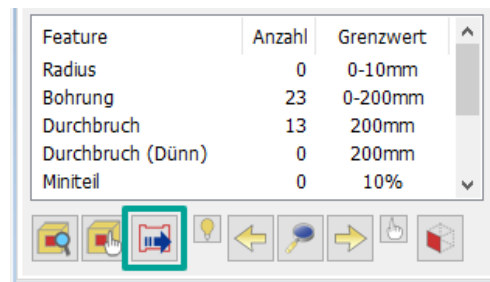 Feature Anzahl Grenzwert
Radius 0 0-10mm
Bohrung 23 0-200mm
Durchbruch 13 200mm
Durchbruch (Dünn) 0 200mm
Miniteil 0 10%